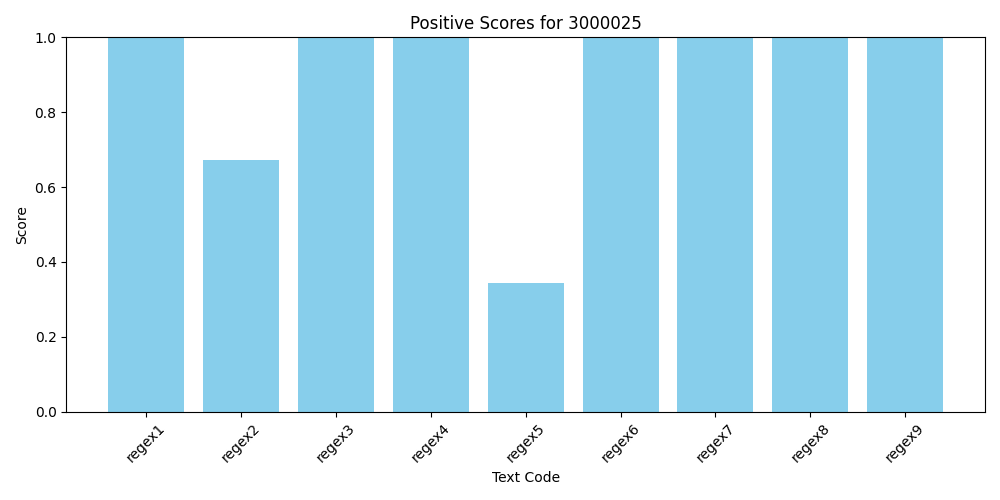 Positive Scores for 3000025
1.0
0.8
0.6
0.4
0.2
0.0
Score
regex1
regex2
regex3
regex4
regex5
regex6
regex7
regex8
regex9
Text Code